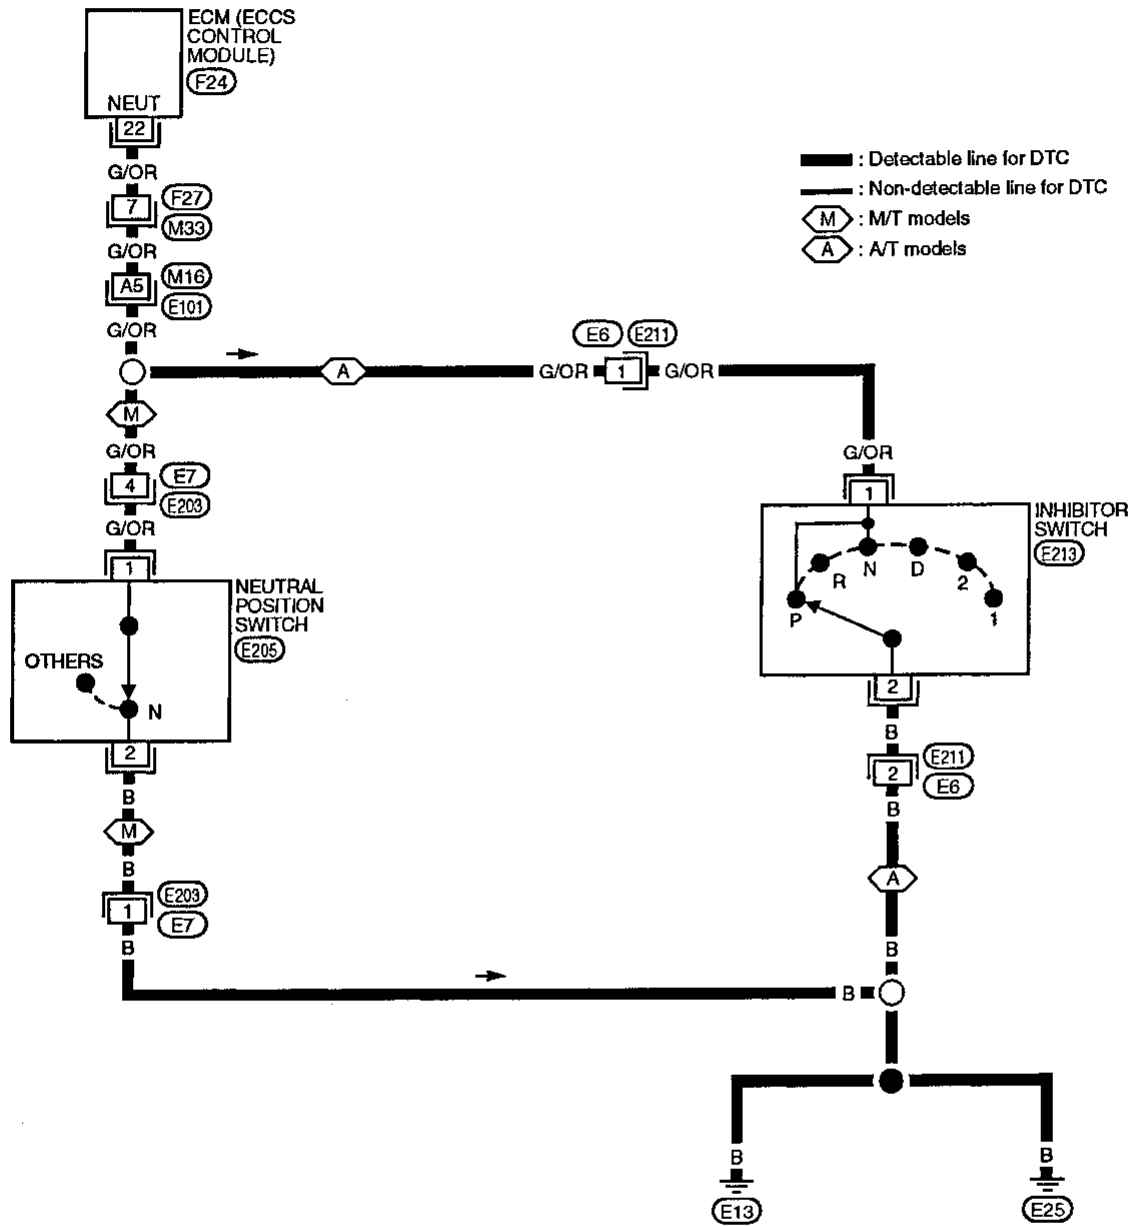 ECM (ECCS
CONTROL
MODULE)
F24
NEUT
22
G/OR
7
F27
M33
G/OR
A5
M16
E101
G/OR
: Detectable line for DTC
: Non-detectable line for DTC
M : M/T models
A : A/T models
A
G/OR
E6
E211
1
G/OR
G/OR
1
INHIBITOR
SWITCH
E213
P
R
N
D
2
1
2
B
2
E211
E6
B
A
B
M
G/OR
4
E7
E203
G/OR
1
NEUTRAL
POSITION
SWITCH
E205
OTHERS
N
2
B
M
B
1
E203
E7
B
B
B
E13
B
E25